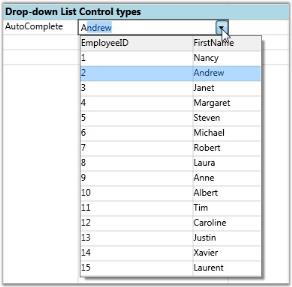 Drop-down List Control types
AutoComplete Andrew
EmployeeID FirstName
1 Nancy
2 Andrew
3 Janet
4 Margaret
5 Steven
6 Michael
7 Robert
8 Laura
9 Anne
10 Albert
11 Tim
12 Caroline
13 Justin
14 Xavier
15 Laurent